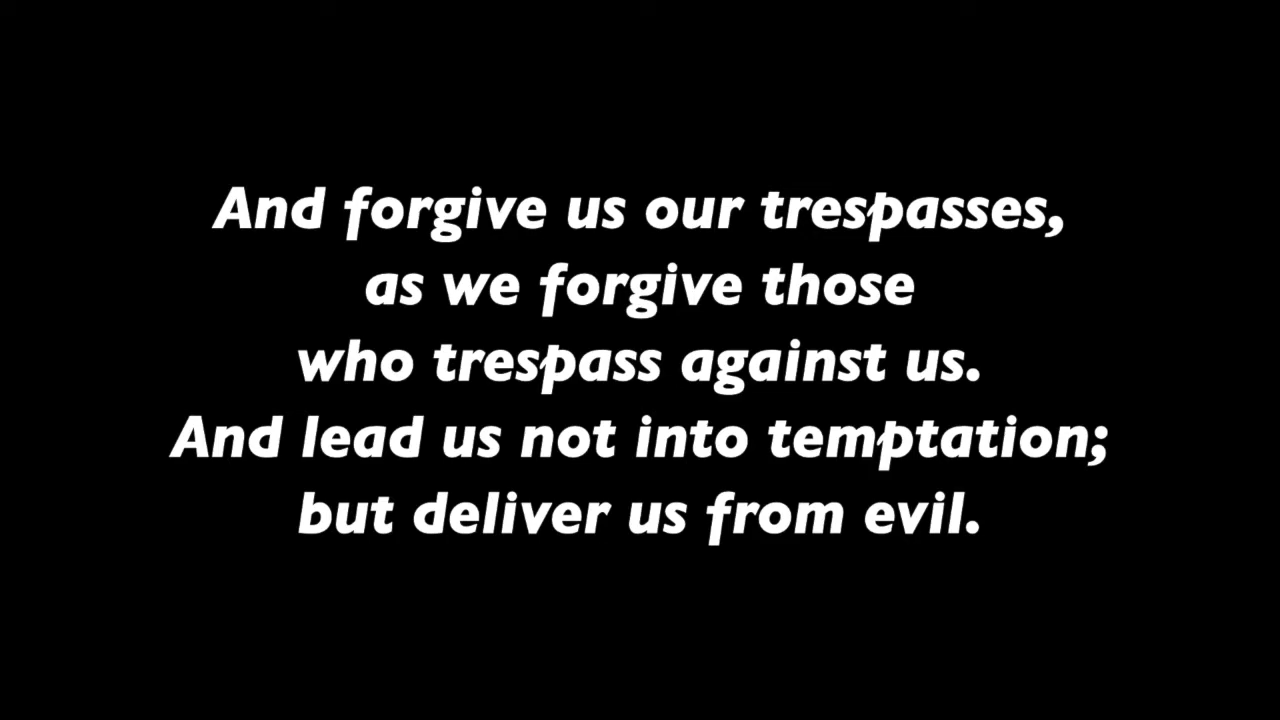 And forgive us our trespasses,
as we forgive those
who trespass against us.
And lead us not into temptation;
but deliver us from evil.